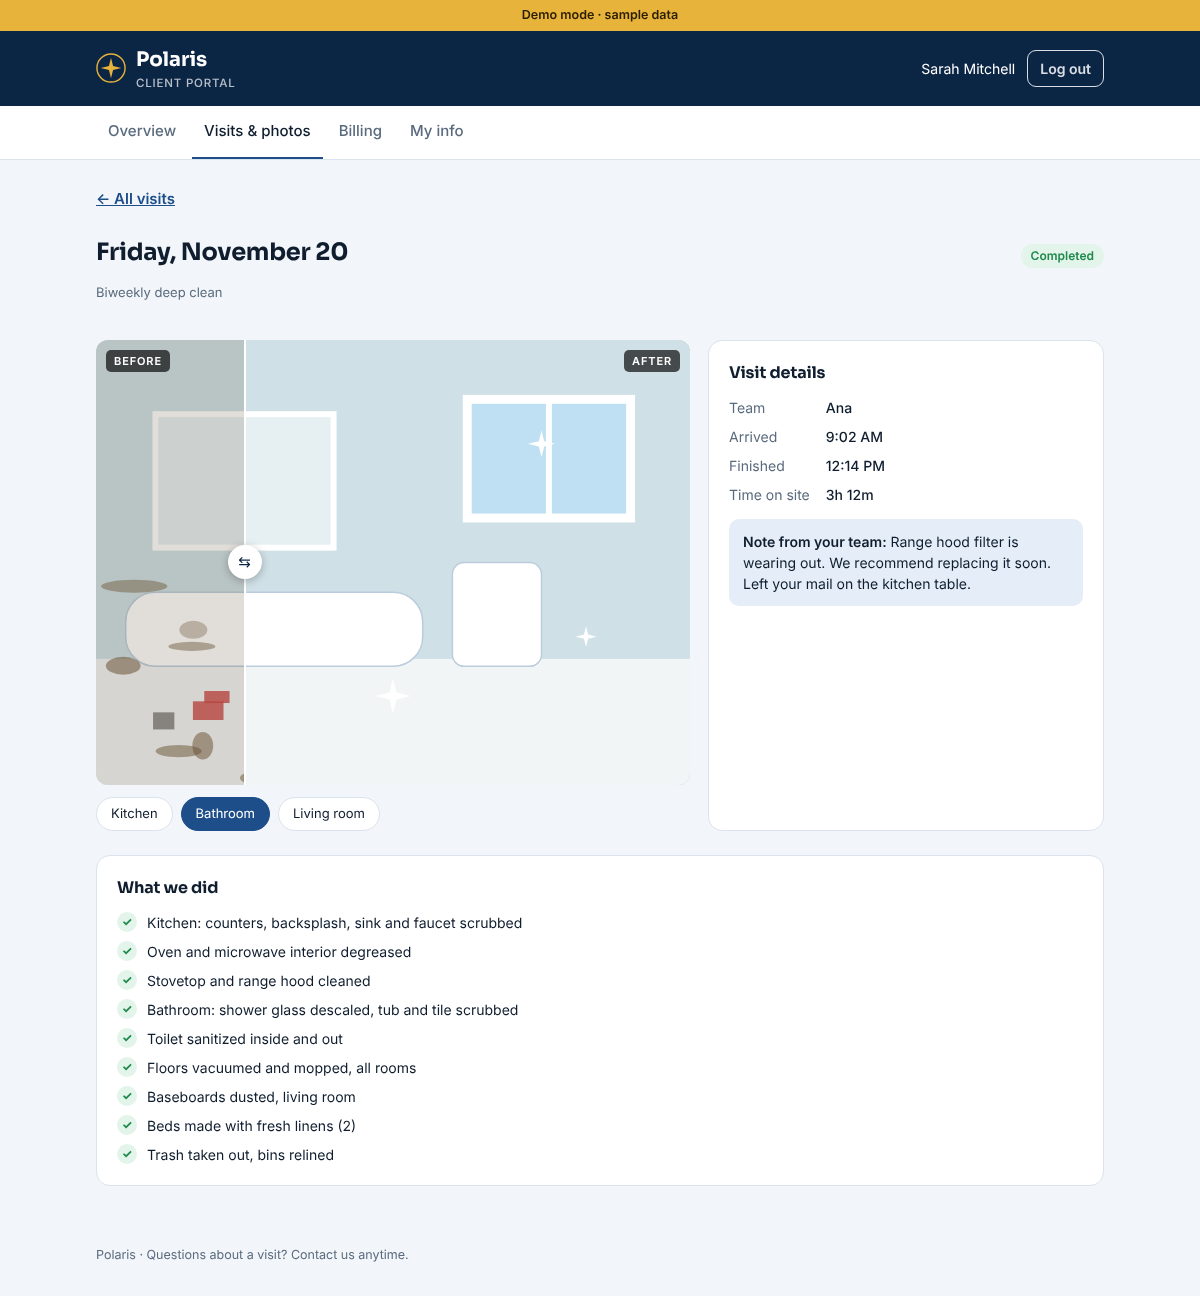 Demo mode · sample data
Polaris
CLIENT PORTAL
Sarah Mitchell
Log out
Overview
Visits & photos
Billing
My info
← All visits
Friday, November 20
Completed
Biweekly deep clean
BEFORE
AFTER
Kitchen
Bathroom
Living room
Visit details
Team Ana
Arrived 9:02 AM
Finished 12:14 PM
Time on site 3h 12m
Note from your team: Range hood filter is
wearing out. We recommend replacing it soon.
Left your mail on the kitchen table.
What we did
Kitchen: counters, backsplash, sink and faucet scrubbed
Oven and microwave interior degreased
Stovetop and range hood cleaned
Bathroom: shower glass descaled, tub and tile scrubbed
Toilet sanitized inside and out
Floors vacuumed and mopped, all rooms
Baseboards dusted, living room
Beds made with fresh linens (2)
Trash taken out, bins relined
Polaris · Questions about a visit? Contact us anytime.